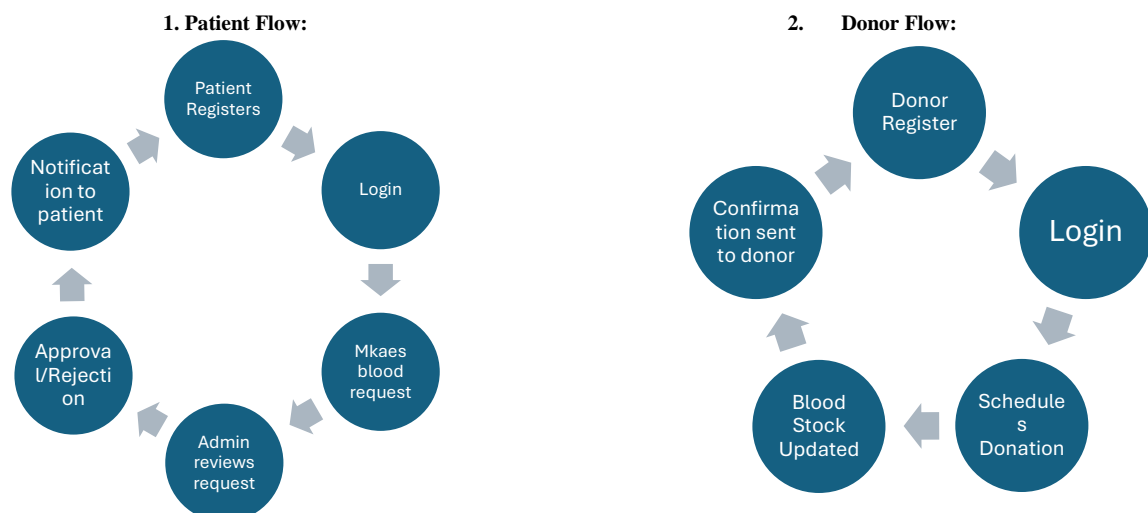 1. Patient Flow:
Patient
Registers
Login
Mkaes
blood
request
Admin
reviews
request
Approva
l/Rejecti
on
Notificat
ion to
patient
2. Donor Flow:
Donor
Register
Login
Schedule
s
Donation
Blood
Stock
Updated
Confirma
tion sent
to donor